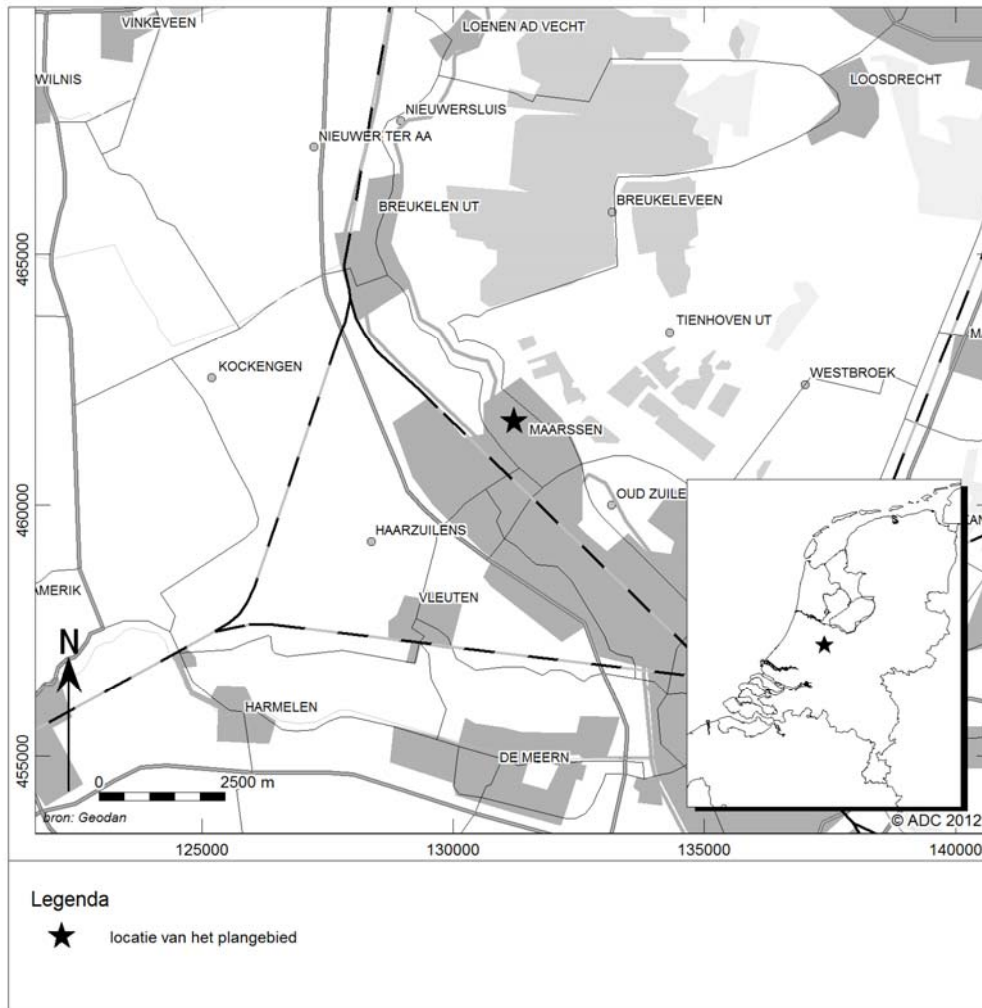 VINKEVEEN
LOENEN AD VECHT
WILNIS
LOOSDRECHT
NIEUWERSLUIS
NIEUWER TER AA
BREUKELEN UT
BREUKELEVEEN
465000
TIENHOVEN UT
KOCKENGEN
WESTBROEK
MAARSSEN
460000
OUD ZUILE
HAARZUILENS
AMERIK
VLEUTEN
N
HARMELEN
DE MEERN
455000
0 2500 m
bron: Geodan
© ADC 2012
125000 130000 135000 140000
Legenda
locatie van het plangebied